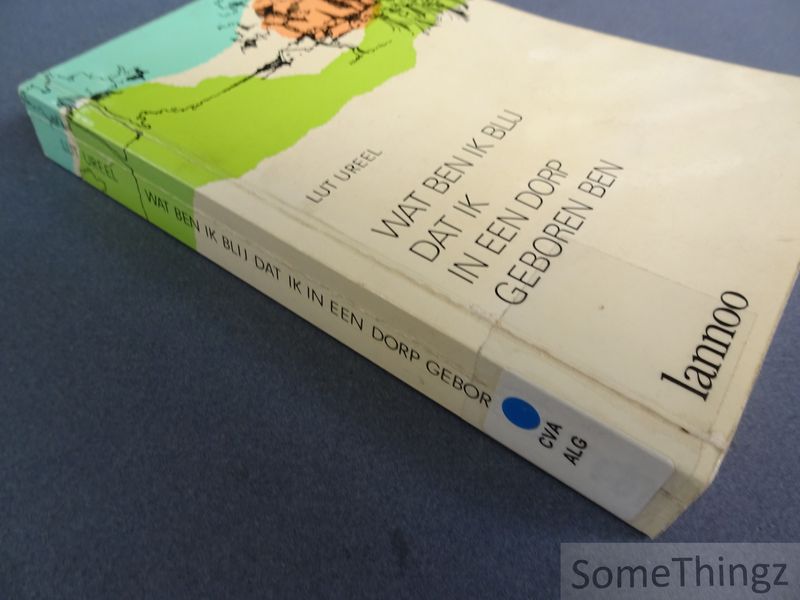 LUT UREEL
WAT BEN IK BLIJ
DAT IK
IN EEN DORP
GEBOREN BEN
lannoo
LUT UREEL
WAT BEN IK BLIJ DAT IK IN EEN DORP GEBOR
CVA
ALG
SomeThingz